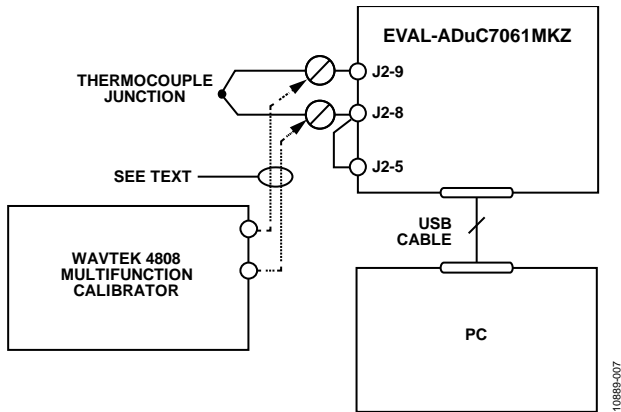 EVAL-ADuC7061MKZ
J2-9
THERMOCOUPLE
JUNCTION
J2-8
J2-5
SEE TEXT
USB
CABLE
WAVTEK 4808
MULTIFUNCTION
CALIBRATOR
PC
10889-007